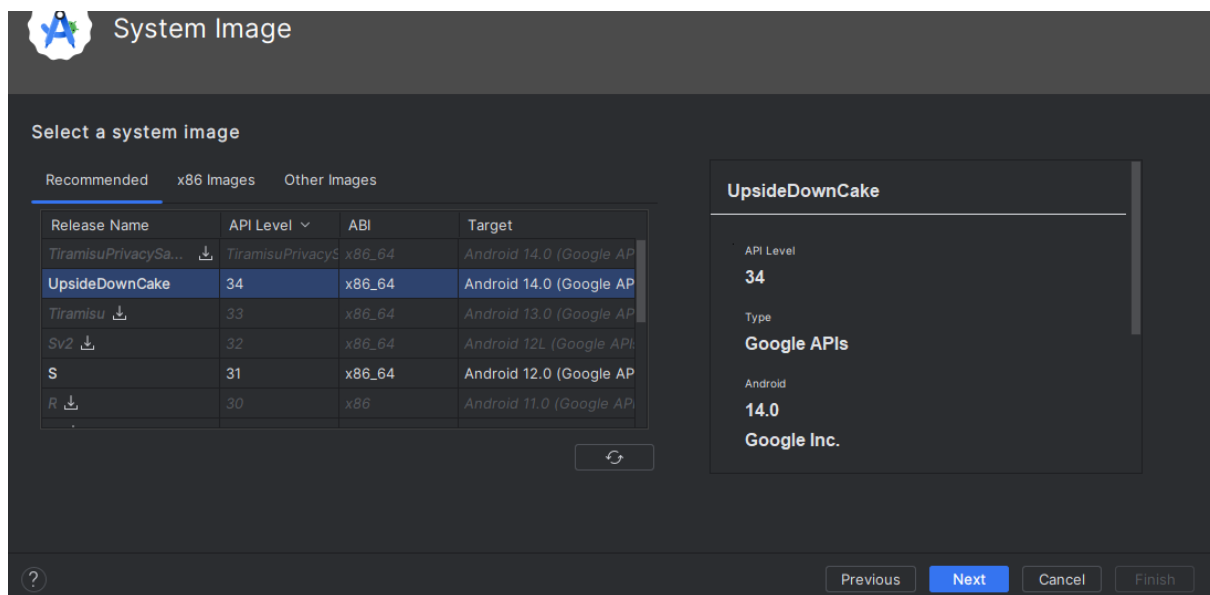 System Image
Select a system image
Recommended x86 Images Other Images
Release Name API Level ABI Target
TiramisuPrivacySa... TiramisuPrivacyS x86_64 Android 14.0 (Google AP
UpsideDownCake 34 x86_64 Android 14.0 (Google AP
Tiramisu 33 x86_64 Android 13.0 (Google AP
Sv2 32 x86_64 Android 12L (Google APIs
S 31 x86_64 Android 12.0 (Google AP
R 30 x86 Android 11.0 (Google API
UpsideDownCake
API Level
34
Type
Google APIs
Android
14.0
Google Inc.
? Previous Next Cancel Finish